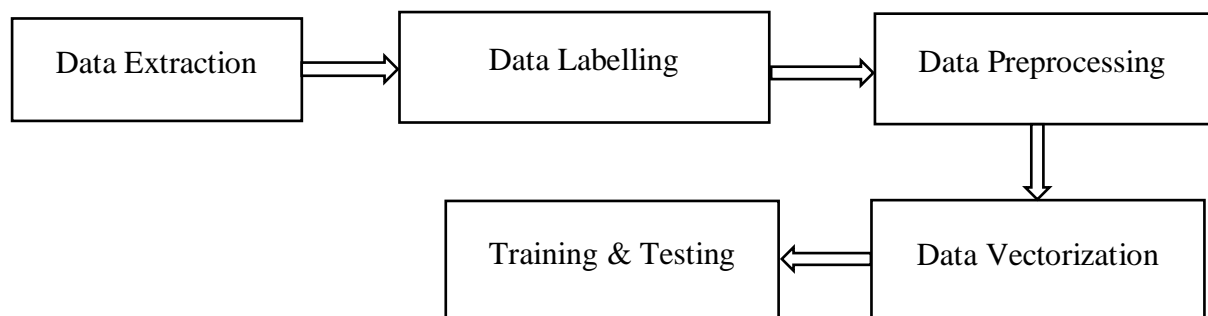 Data Extraction
Data Labelling
Data Preprocessing
Data Vectorization
Training & Testing